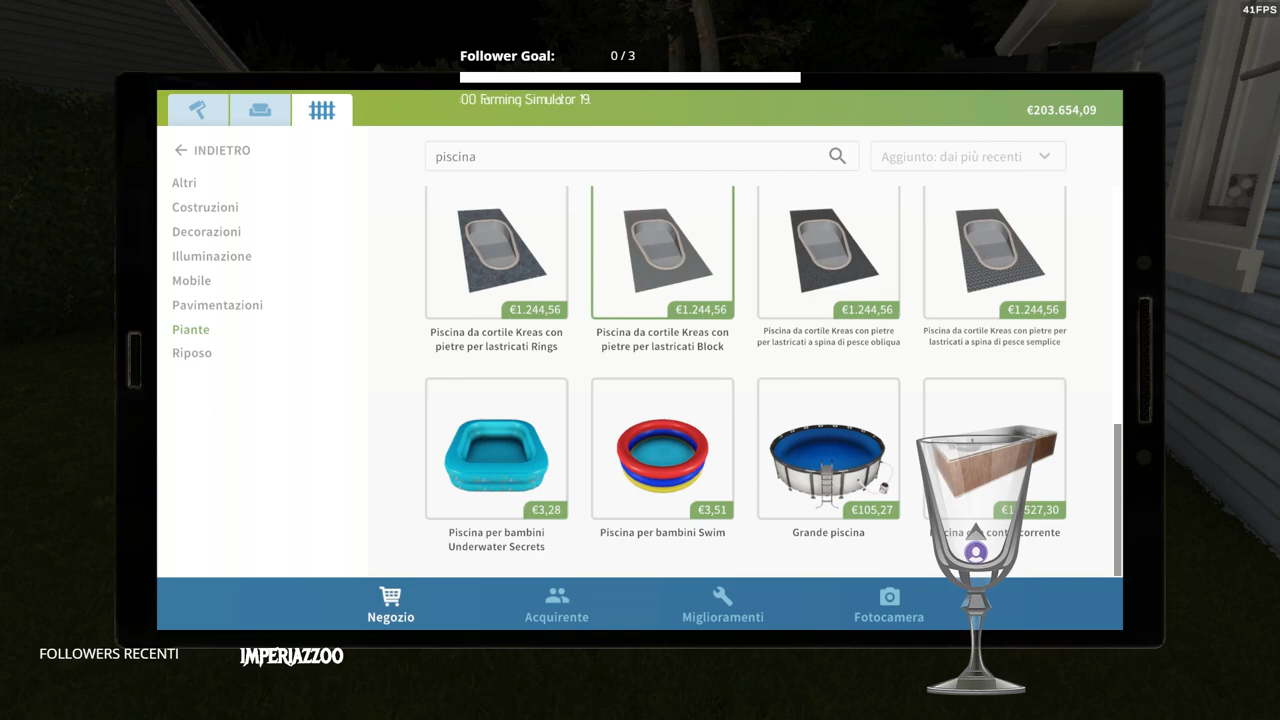 41FPS
Follower Goal: 0 / 3
:00 Farming Simulator 19.
€203.654,09
INDIETRO
piscina
Aggiunto: dai più recenti
Altri
Costruzioni
Decorazioni
Illuminazione
Mobile
Pavimentazioni
Piante
Riposo
€1.244,56
€1.244,56
€1.244,56
€1.244,56
Piscina da cortile Kreas con
pietre per lastricati Rings
Piscina da cortile Kreas con
pietre per lastricati Block
Piscina da cortile Kreas con pietre
per lastricati a spina di pesce obliqua
Piscina da cortile Kreas con pietre per
lastricati a spina di pesce semplice
€3,28
€3,51
€105,27
527,30
Piscina per bambini
Underwater Secrets
Piscina per bambini Swim
Grande piscina
Piscina con contr corrente
Negozio
Acquirente
Miglioramenti
Fotocamera
FOLLOWERS RECENTI
IMPERJAZZOO